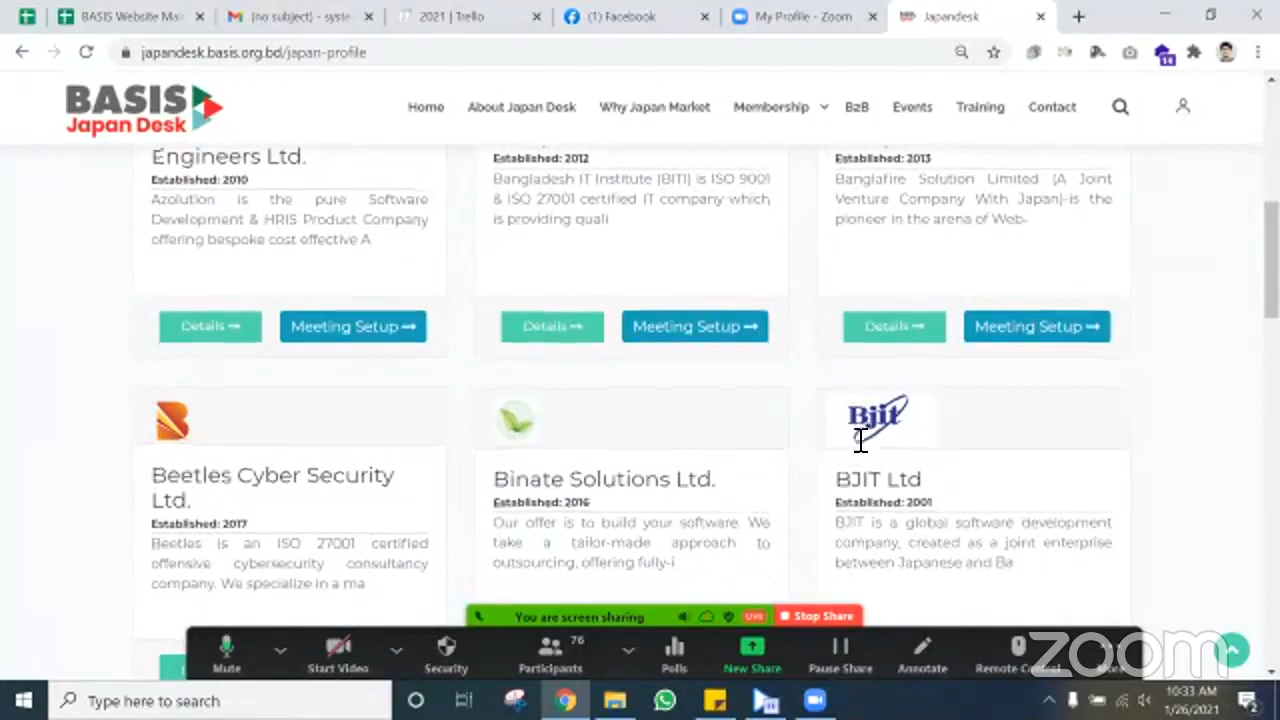 BASIS Website Mai
(no subject) - syste
2021 | Trello
(1) Facebook
My Profile - Zoom
Japandesk
japandesk.basis.org.bd/japan-profile
14
BASIS
Japan Desk
Home
About Japan Desk
Why Japan Market
Membership
B2B
Events
Training
Contact
Engineers Ltd.
Established: 2010
Azolution is the pure Software
Development & HRIS Product Company
offering bespoke cost effective A
Established: 2012
Bangladesh IT Institute (BITI) is ISO 9001
& ISO 27001 certified IT company which
is providing quali
Established: 2013
Banglafire Solution Limited (A Joint
Venture Company With Japan)-is the
pioneer in the arena of Web-
Details
Meeting Setup
Details
Meeting Setup
Details
Meeting Setup
Beetles Cyber Security
Ltd.
Established: 2017
Beetles is an ISO 27001 certified
offensive cybersecurity consultancy
company. We specialize in a ma
Binate Solutions Ltd.
Established: 2016
Our offer is to build your software. We
take a tailor-made approach to
outsourcing, offering fully-i
Bjit
BJIT Ltd
Established: 2001
BJIT is a global software development
company, created as a joint enterprise
between Japanese and Ba
You are screen sharing
LIVE
Stop Share
Mute
Start Video
Security
76
Participants
Polls
New Share
Pause Share
Annotate
Remote Control
More
zoom
Type here to search
10:33 AM
1/26/2021
2